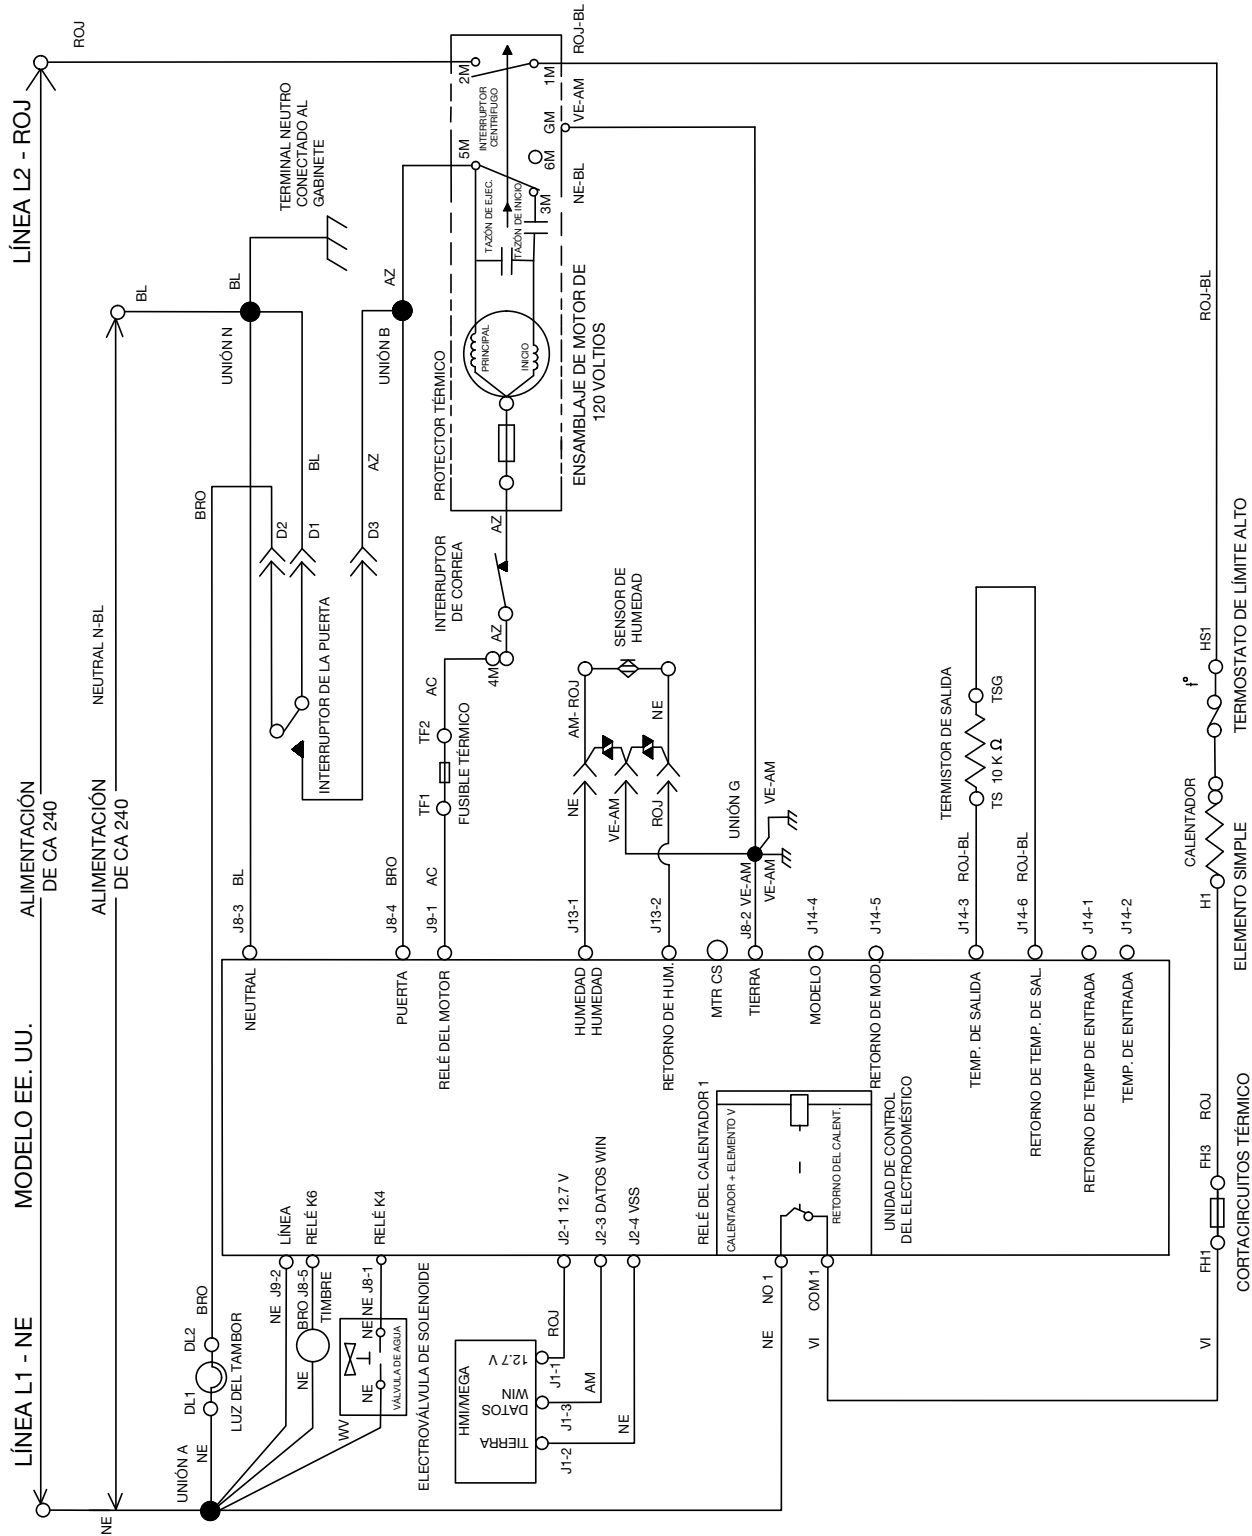 LÍNEA L1 - NE
MODELO EE. UU.
LÍNEA L2 - ROJ
ALIMENTACIÓN
DE CA 240
ROJ
ALIMENTACIÓN
DE CA 240
NEUTRAL N-BL
BL
NE
UNIÓN A
NE
DL1
DL2
LUZ DEL TAMBOR
BRO
BRO
J8-3
BL
UNIÓN N
BL
TERMINAL NEUTRO
CONECTADO AL
GABINETE
D2
D1
BL
INTERRUPTOR DE LA PUERTA
D3
AZ
UNIÓN B
AZ
NEUTRAL
LÍNEA
NE J9-2
RELÉ K6
BRO J8-5
TIMBRE
NE
RELÉ K4
NE J8-1
NE
NE
WV
VÁLVULA DE AGUA
ELECTROVÁLVULA DE SOLENOIDE
PUERTA
J8-4
BRO
RELÉ DEL MOTOR
J9-1
AC
TF1
TF2
FUSIBLE TÉRMICO
AC
4M
AZ
INTERRUPTOR
DE CORREA
AZ
PROTECTOR TÉRMICO
PRINCIPAL
INICIO
TAZÓN DE EJEC.
TAZÓN DE INICIO
5M
INTERRUPTOR
CENTRÍFUGO
2M
3M
6M
GM
1M
NE-BL
VE-AM
ROJ-BL
ENSAMBLAJE DE MOTOR DE
120 VOLTIOS
HMI/MEGA
TIERRA
DATOS
WIN
12.7 V
J1-2
J1-3
J1-1
NE
AM
ROJ
J2-1 12.7 V
J2-3 DATOS WIN
J2-4 VSS
HUMEDAD
HUMEDAD
J13-1
NE
AM- ROJ
SENSOR DE
HUMEDAD
VE-AM
RETORNO DE HUM.
J13-2
ROJ
NE
MTR CS
TIERRA
J8-2 VE-AM
VE-AM
UNIÓN G
VE-AM
MODELO
J14-4
RETORNO DE MOD.
J14-5
RELÉ DEL CALENTADOR 1
CALENTADOR + ELEMENTO V
RETORNO DEL CALENT.
UNIDAD DE CONTROL
DEL ELECTRODOMÉSTICO
NE
NO 1
VI
COM 1
TEMP. DE SALIDA
J14-3
ROJ-BL
TERMISTOR DE SALIDA
TS 10 K Ω
TSG
RETORNO DE TEMP. DE SAL.
J14-6
ROJ-BL
RETORNO DE TEMP DE ENTRADA
J14-1
TEMP. DE ENTRADA
J14-2
VI
FH1
FH3
CORTACIRCUITOS TÉRMICO
ROJ
H1
CALENTADOR
ELEMENTO SIMPLE
t°
HS1
TERMOSTATO DE LÍMITE ALTO
ROJ-BL